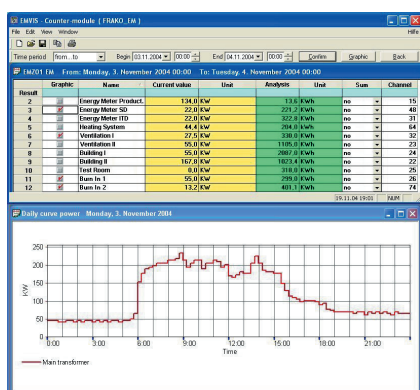 EMVIS - Counter-module ( FRAKO_EM )
File Edit View Window Hilfe
Time period from...to Begin 03.11.2004 00:00 End 04.11.2004 00:00 Confirm Graphic Back
EMZ01 EM From: Monday, 3. November 2004 00:00 To: Tuesday, 4. November 2004 00:00
Graphic Name Current value Unit Analysis Unit Sum Channel
Result
2 Energy Meter Product. 134,0 KW 13,6 KWh no 15
3 Energy Meter SD 22,0 KW 221,2 KWh no 48
4 Energy Meter ITD 22,0 KW 322,8 KWh no 31
5 Heating System 44,4 kW 204,0 KWh no 64
6 Ventilation I 27,5 KW 330,0 KWh no 32
7 Ventilation II 55,0 KW 1105,0 KWh no 23
8 Building I 55,0 KW 2087,0 KWh no 24
9 Building II 167,8 KW 1023,4 KWh no 22
10 Test Room 0,0 KW 318,0 KWh no 25
11 Burn In 1 55,0 KW 299,0 KWh no 26
12 Burn In 2 13,2 KW 401,1 KWh no 74
19.11.04 19:01 NUM
Daily curve power Monday, 3. November 2004
250
200
150
100
50
0
KW
0:00 3:00 6:00 9:00 12:00 15:00 18:00 21:00
Time
Main transformer